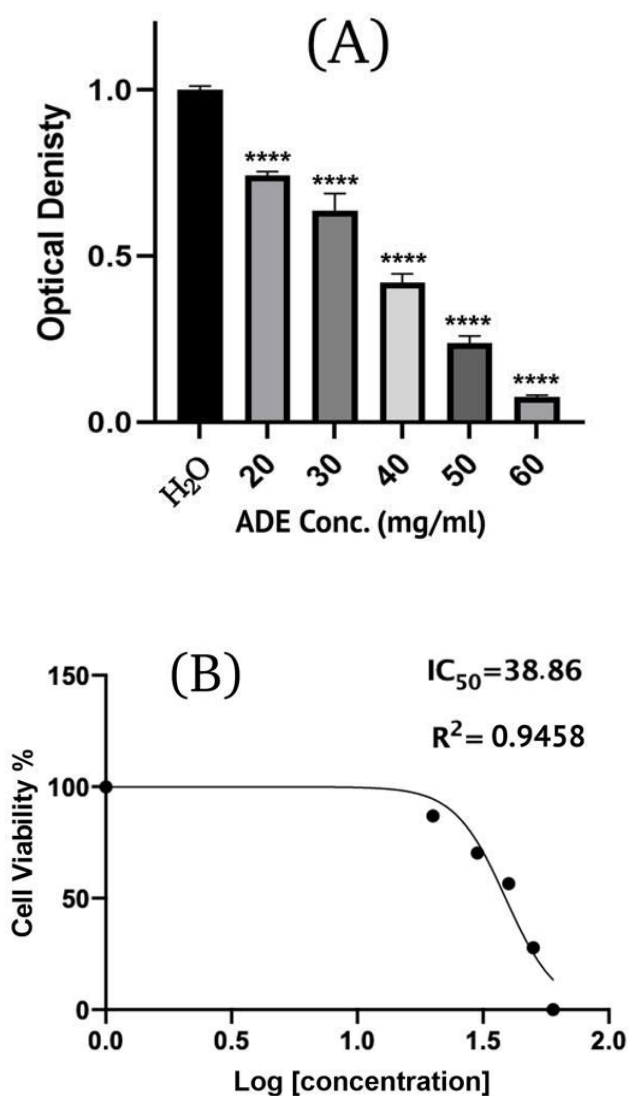 (A)
Optical Denisty
1.0
0.5
0.0
****
****
****
****
****
H₂O
20
30
40
50
60
ADE Conc. (mg/ml)
(B)
IC₅₀=38.86
R²= 0.9458
Cell Viability %
150
100
50
0
0.0 0.5 1.0 1.5 2.0
Log [concentration]